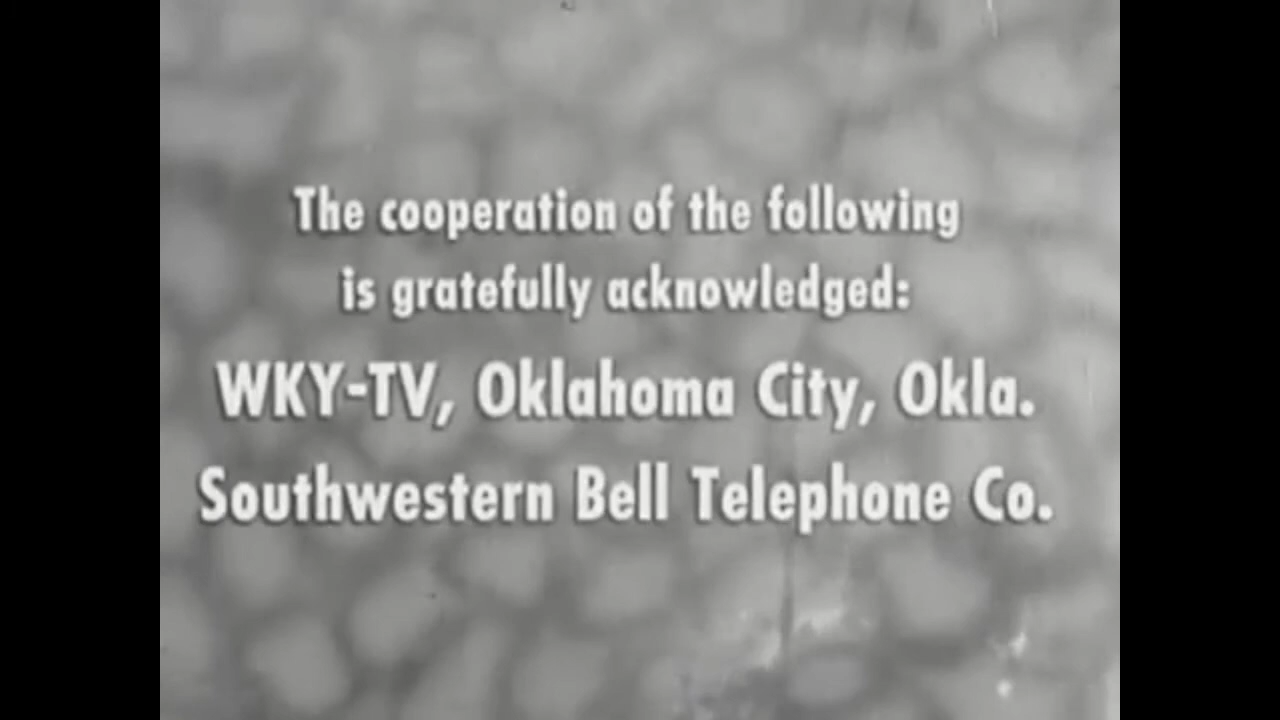 The cooperation of the following
is gratefully acknowledged:
WKY-TV, Oklahoma City, Okla.
Southwestern Bell Telephone Co.